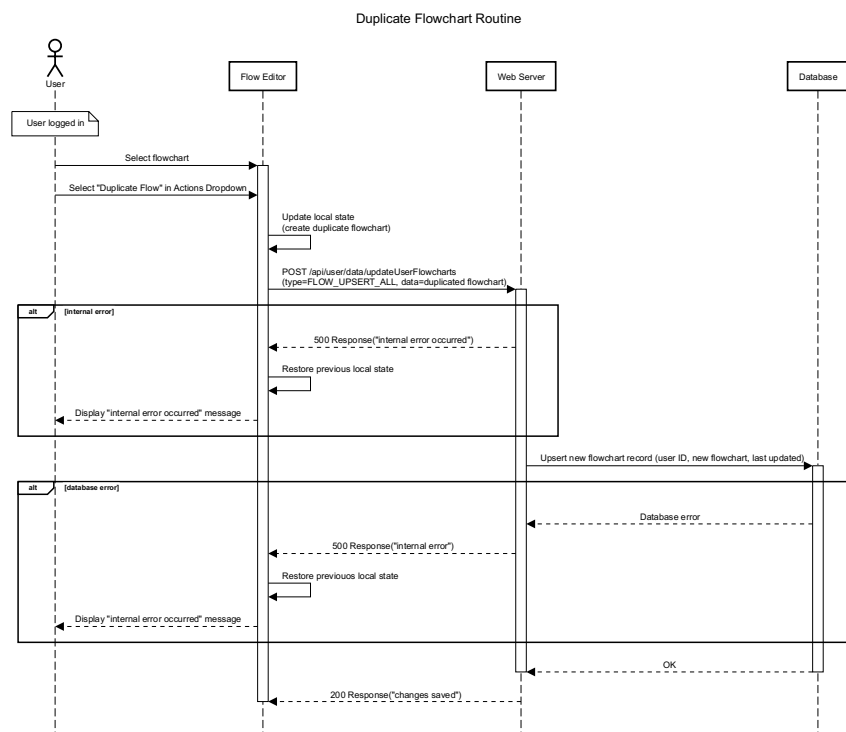 Duplicate Flowchart Routine
User
Flow Editor
Web Server
Database
User logged in
Select flowchart
Select "Duplicate Flow" in Actions Dropdown
Update local state
(create duplicate flowchart)
POST /api/user/data/updateUserFlowcharts
(type=FLOW_UPSERT_ALL, data=duplicated flowchart)
alt
[internal error]
500 Response("internal error occurred")
Restore previous local state
Display "internal error occurred" message
Upsert new flowchart record (user ID, new flowchart, last updated)
alt
[database error]
Database error
500 Response("internal error")
Restore previouos local state
Display "internal error occurred" message
OK
200 Response("changes saved")